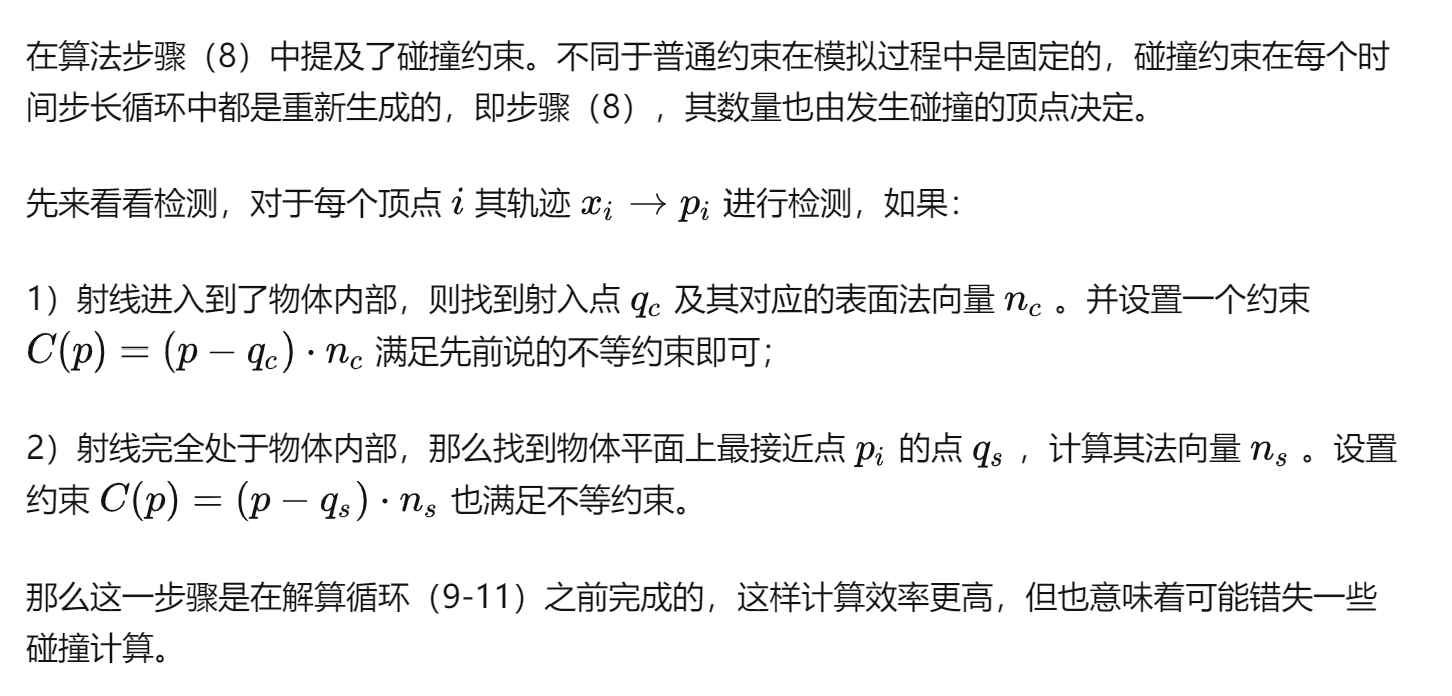 在算法步骤（8）中提及了碰撞约束。不同于普通约束在模拟过程中是固定的，碰撞约束在每个时
间步长循环中都是重新生成的，即步骤（8），其数量也由发生碰撞的顶点决定。
先来看看检测，对于每个顶点 i 其轨迹 x_i → p_i 进行检测，如果：
1）射线进入到了物体内部，则找到射入点 q_c 及其对应的表面法向量 n_c 。并设置一个约束
C(p) = (p − q_c) · n_c 满足先前说的不等约束即可；
2）射线完全处于物体内部，那么找到物体平面上最接近点 p_i 的点 q_s ，计算其法向量 n_s 。设置
约束 C(p) = (p − q_s) · n_s 也满足不等约束。
那么这一步骤是在解算循环（9-11）之前完成的，这样计算效率更高，但也意味着可能错失一些
碰撞计算。